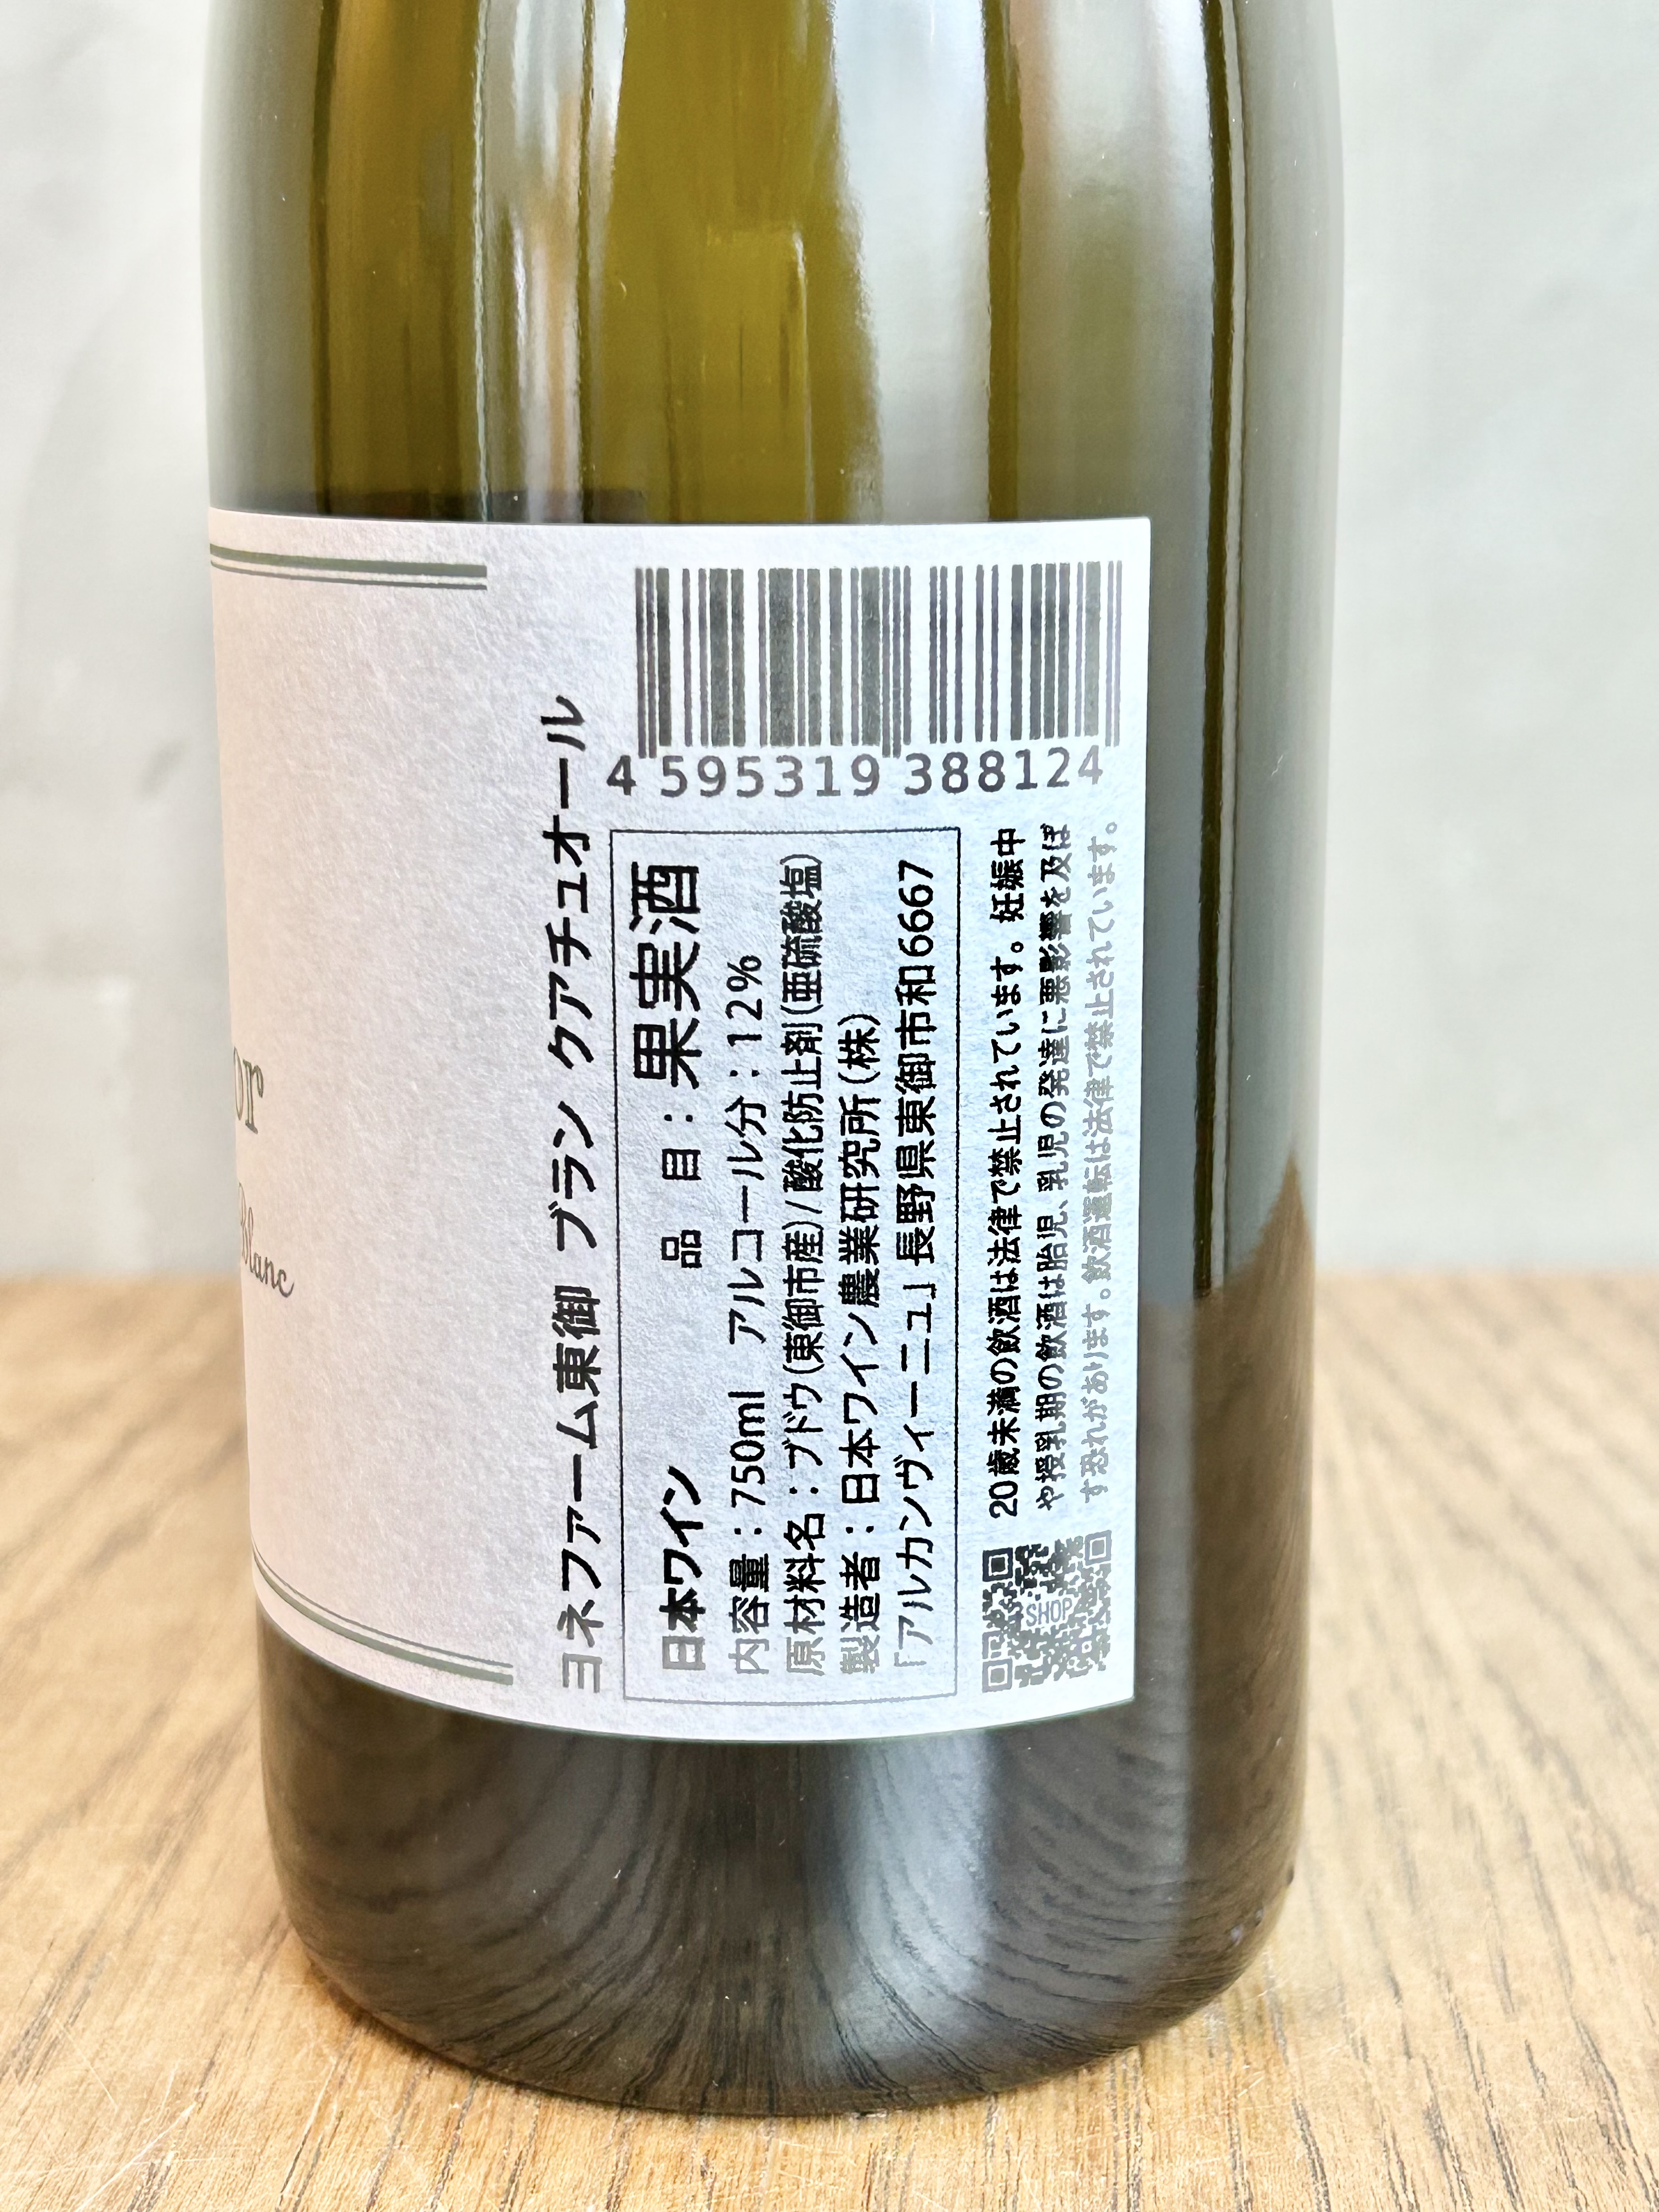 or
Blanc
ヨネファーム東御 ブラン クアチュオール
日本ワイン 品 目：果実酒
内容量：750ml アルコール分：12%
原材料名：ブドウ(東御市産)/酸化防止剤(亜硫酸塩)
製造者：日本ワイン農業研究所(株)
「アルカンヴィーニュ」長野県東御市和6667
4 595319 388124
20歳未満の飲酒は法律で禁止されています。妊娠中
や授乳期の飲酒は胎児、乳児の発達に悪影響を及ぼ
す恐れがあります。飲酒運転は法律で禁止されています。
SHOP